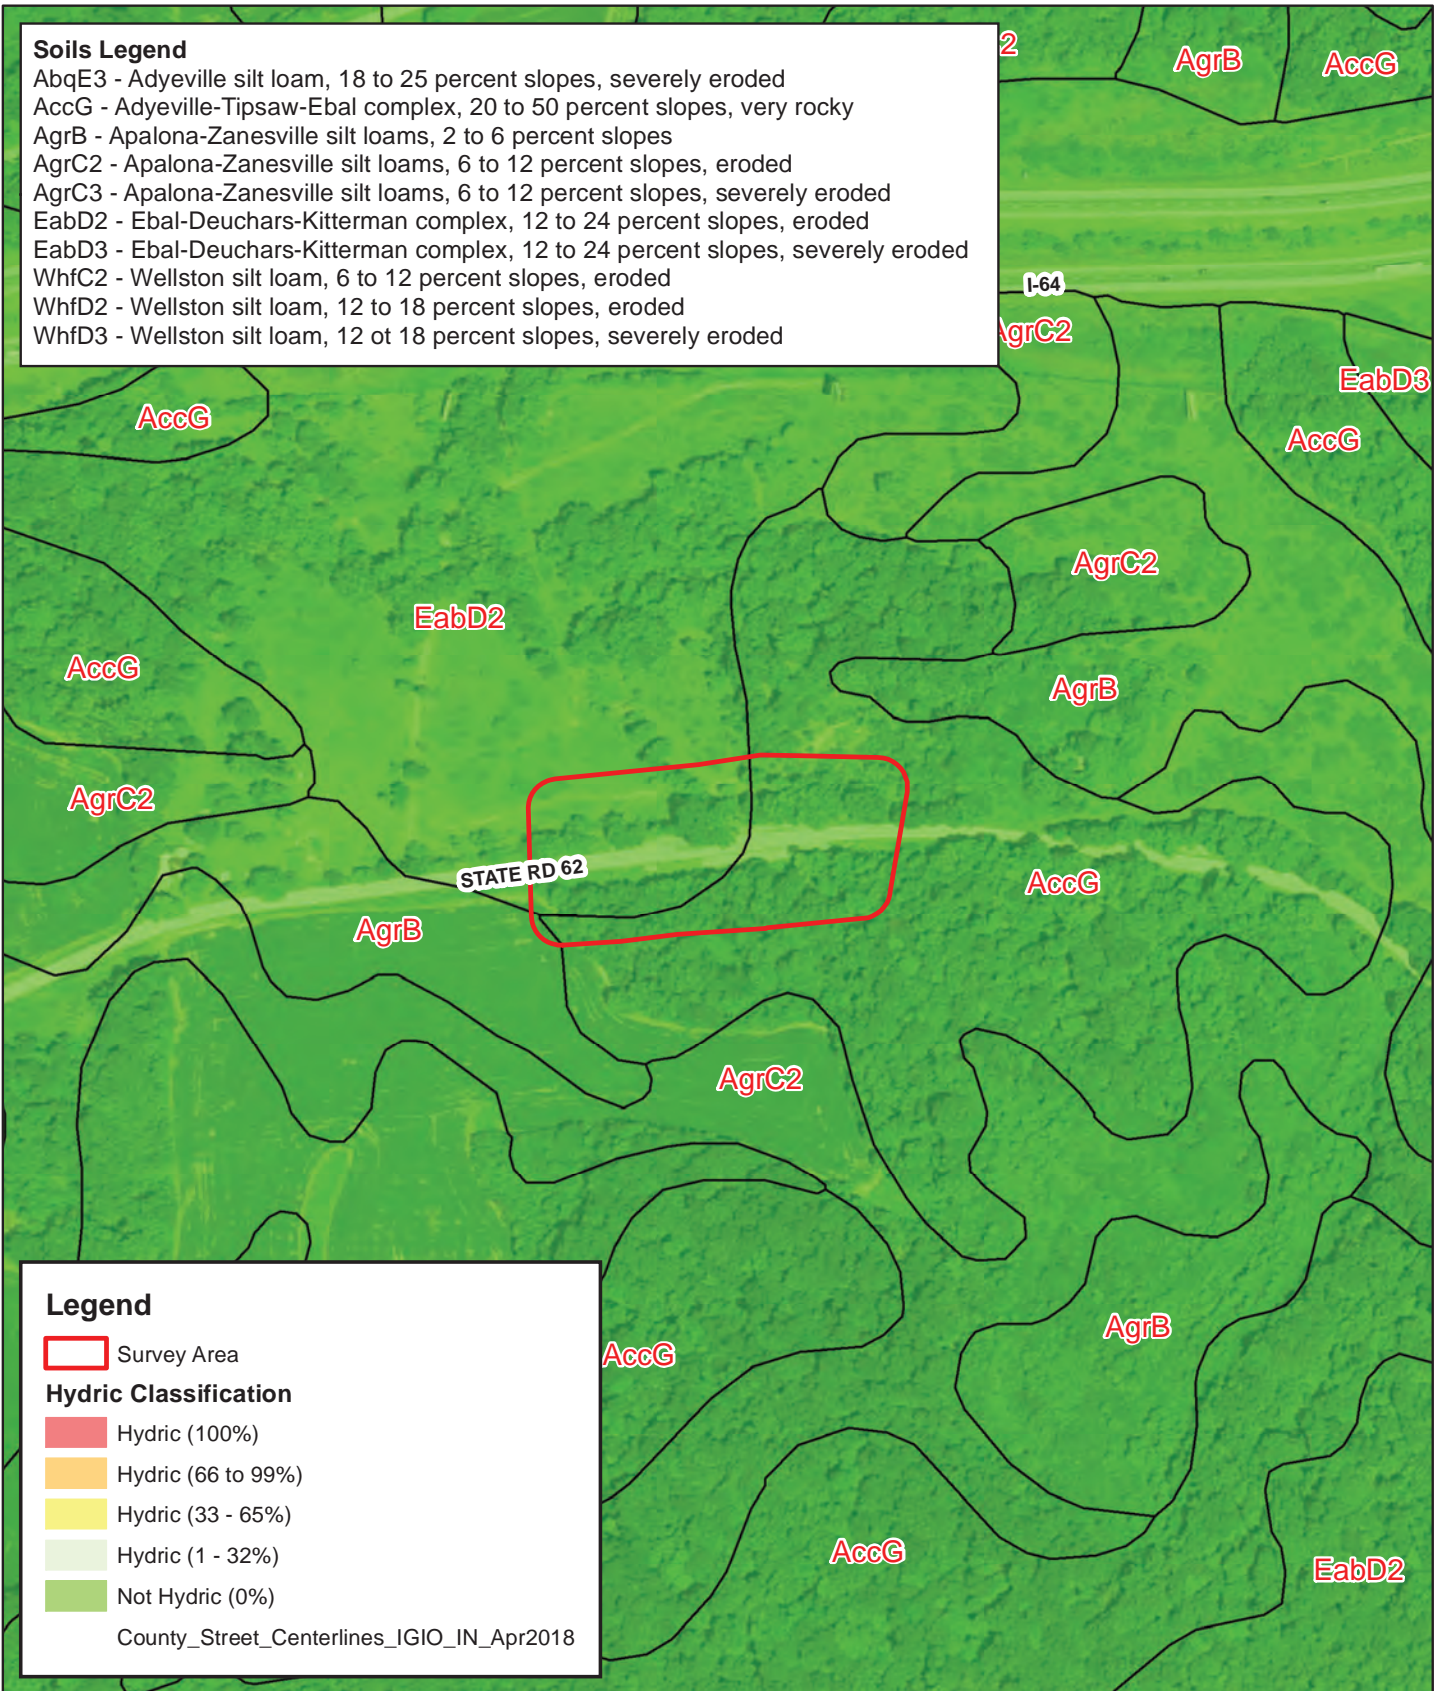 Soils Legend
AbqE3 - Adyeville silt loam, 18 to 25 percent slopes, severely eroded
AccG - Adyeville-Tipsaw-Ebal complex, 20 to 50 percent slopes, very rocky
AgrB - Apalona-Zanesville silt loams, 2 to 6 percent slopes
AgrC2 - Apalona-Zanesville silt loams, 6 to 12 percent slopes, eroded
AgrC3 - Apalona-Zanesville silt loams, 6 to 12 percent slopes, severely eroded
EabD2 - Ebal-Deuchars-Kitterman complex, 12 to 24 percent slopes, eroded
EabD3 - Ebal-Deuchars-Kitterman complex, 12 to 24 percent slopes, severely eroded
WhfC2 - Wellston silt loam, 6 to 12 percent slopes, eroded
WhfD2 - Wellston silt loam, 12 to 18 percent slopes, eroded
WhfD3 - Wellston silt loam, 12 ot 18 percent slopes, severely eroded
2
AgrB
AccG
I-64
AgrC2
EabD3
AccG
AccG
AgrC2
EabD2
AccG
AgrB
AgrC2
STATE RD 62
AccG
AgrB
AgrC2
AgrB
AccG
AccG
EabD2
Legend
Survey Area
Hydric Classification
Hydric (100%)
Hydric (66 to 99%)
Hydric (33 - 65%)
Hydric (1 - 32%)
Not Hydric (0%)
County_Street_Centerlines_IGIO_IN_Apr2018